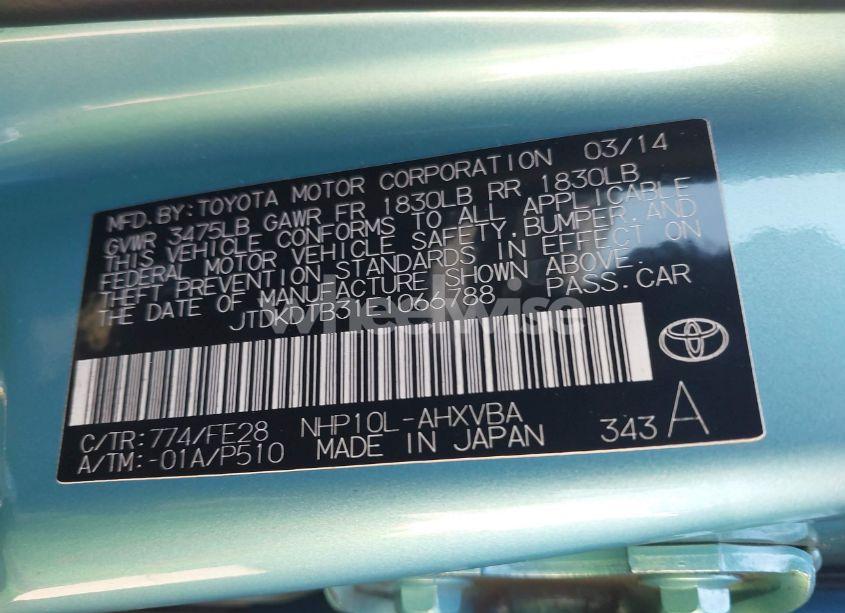 MFD. BY: TOYOTA MOTOR CORPORATION 03/14
GVWR 3475LB GAWR FR 1830LB RR 1830LB
THIS VEHICLE CONFORMS TO ALL APPLICABLE
FEDERAL MOTOR VEHICLE SAFETY, BUMPER, AND
THEFT PREVENTION STANDARDS IN EFFECT ON
THE DATE OF MANUFACTURE SHOWN ABOVE.
JTDKDTB31E1066788 PASS. CAR
wheelwise
C/TR: 774/FE28 NHP10L-AHXVBA
A/TM: -01A/P510 MADE IN JAPAN 343 A